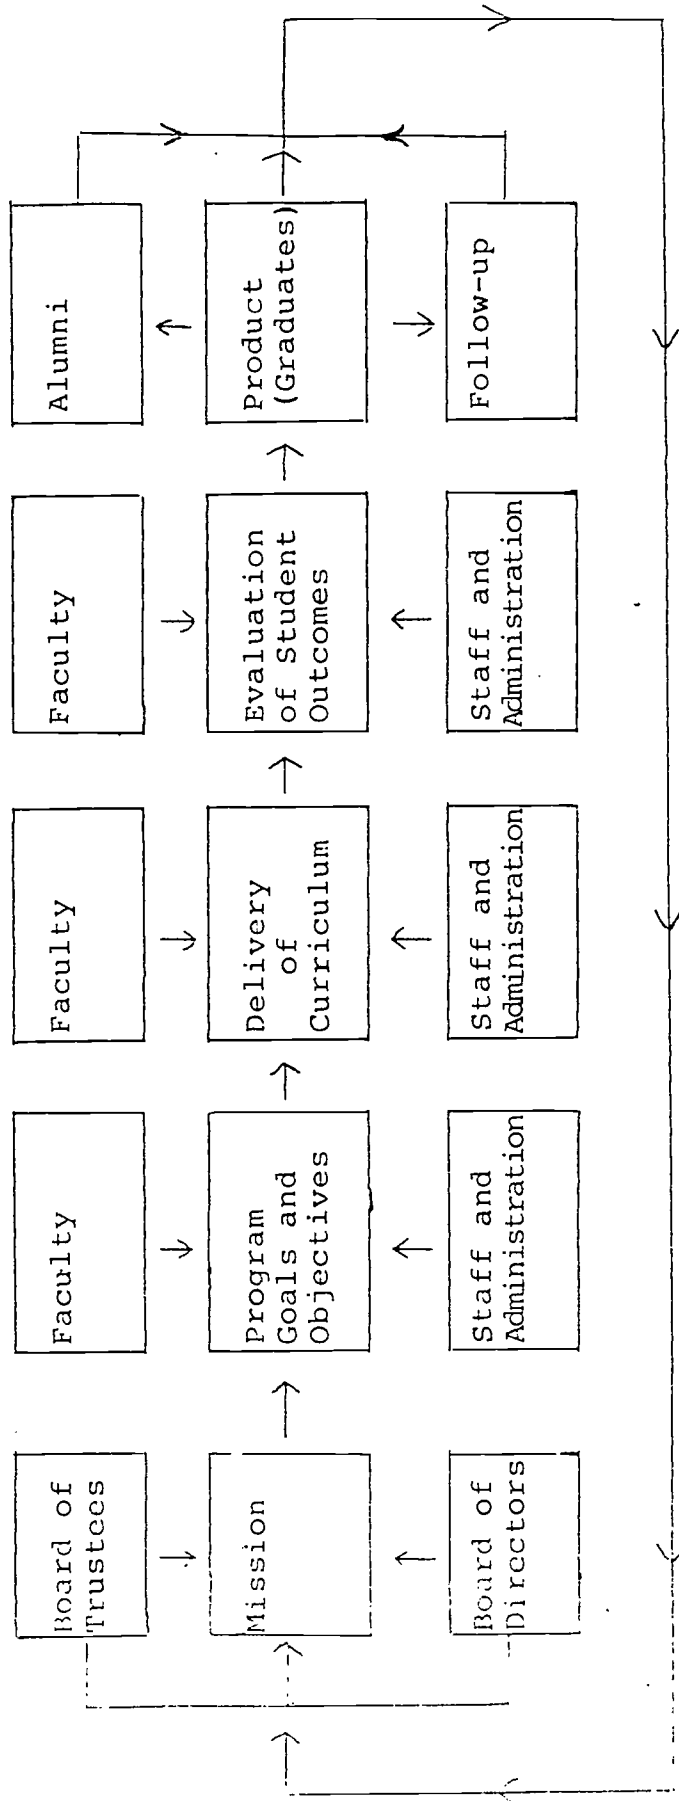 Board of
Trustees
Faculty
Faculty
Faculty
Alumni
Mission
Program
Goals and
Objectives
Delivery
of
Curriculum
Evaluation
of Student
Outcomes
Product
(Graduates)
Board of
Directors
Staff and
Administration
Staff and
Administration
Staff and
Administration
Follow-up